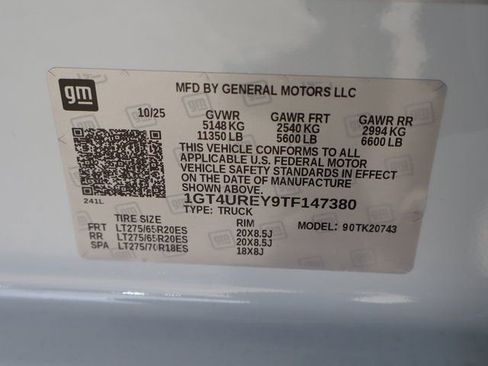 gm
MFD BY GENERAL MOTORS LLC
10/25 GVWR GAWR FRT GAWR RR
5148 KG 2540 KG 2994 KG
11350 LB 5600 LB 6600 LB
THIS VEHICLE CONFORMS TO ALL
APPLICABLE U.S. FEDERAL MOTOR
VEHICLE SAFETY STANDARDS IN EFFECT
ON THE DATE OF MANUFACTURE
SHOWN ABOVE.
241L 1GT4UREY9TF147380
TYPE: TRUCK
TIRE SIZE RIM MODEL: 90TK20743
FRT LT275/65R20ES 20X8.5J
RR LT275/65R20ES 20X8.5J
SPA LT275/70R18ES 18X8J